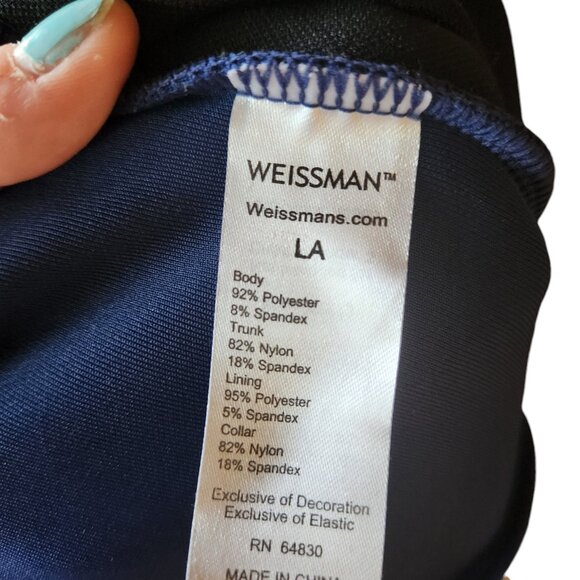 WEISSMAN™
Weissmans.com
LA
Body
92% Polyester
8% Spandex
Trunk
82% Nylon
18% Spandex
Lining
95% Polyester
5% Spandex
Collar
82% Nylon
18% Spandex
Exclusive of Decoration
Exclusive of Elastic
RN 64830
MADE IN CHINA